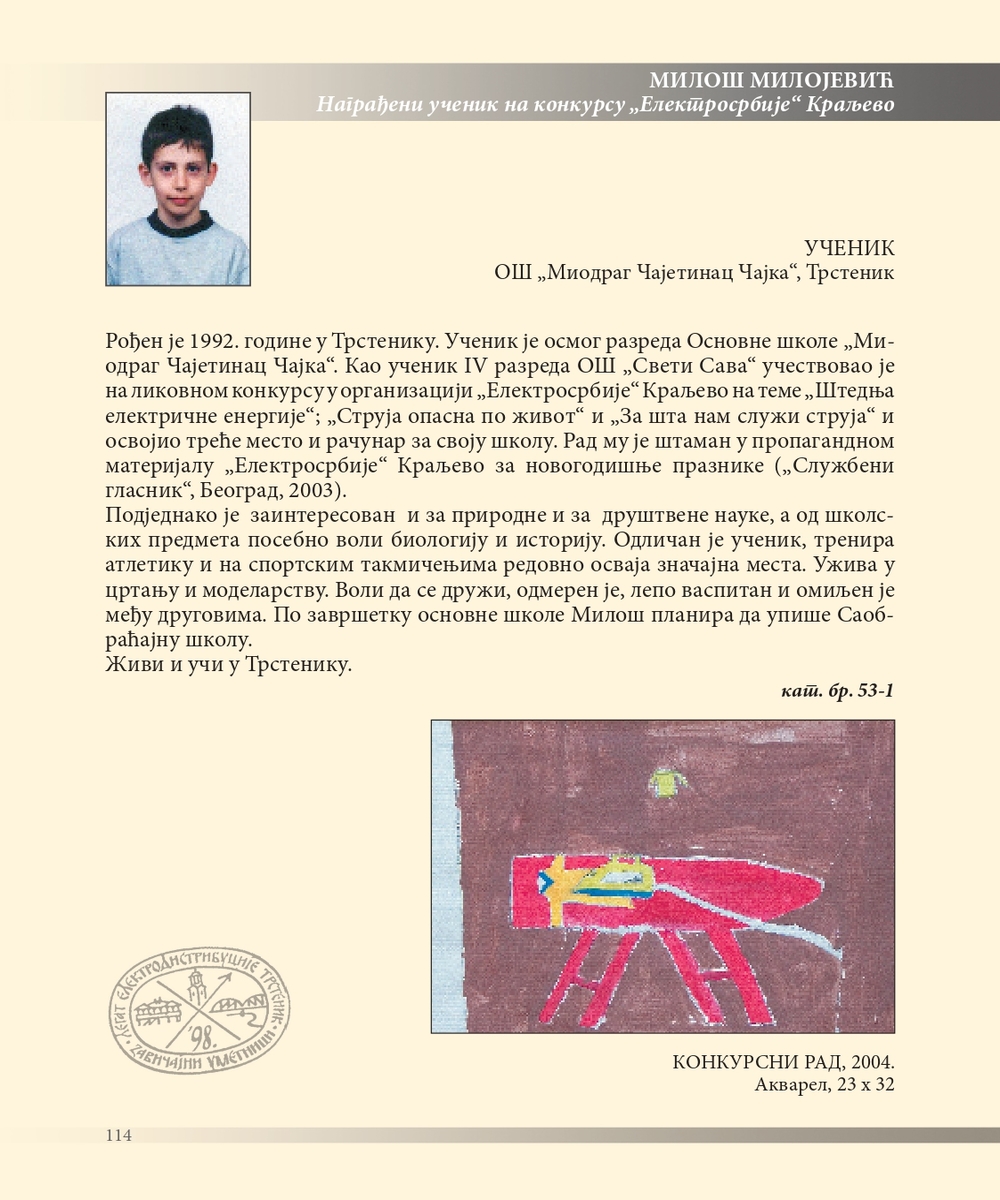 МИЛОШ МИЛОЈЕВИЋ
Награђени ученик на конкурсу „Електросрбије“ Краљево
УЧЕНИК
ОШ „Миодраг Чајетинац Чајка“, Трстеник
Рођен је 1992. године у Трстенику. Ученик је осмог разреда Основне школе „Ми-
одраг Чајетинац Чајка“. Као ученик IV разреда ОШ „Свети Сава“ учествовао је
на ликовном конкурсу у организацији „Електросрбије“ Краљево на теме „Штедња
електричне енергије“; „Струја опасна по живот“ и „За шта нам служи струја“ и
освојио треће место и рачунар за своју школу. Рад му је штаман у пропагандном
материјалу „Електросрбије“ Краљево за новогодишње празнике („Службени
гласник“, Београд, 2003).
Подједнако је заинтересован и за природне и за друштвене науке, а од школс-
ких предмета посебно воли биологију и историју. Одличан је ученик, тренира
атлетику и на спортским такмичењима редовно осваја значајна места. Ужива у
цртању и моделарству. Воли да се дружи, одмерен је, лепо васпитан и омиљен је
међу друговима. По завршетку основне школе Милош планира да упише Саоб-
раћајну школу.
Живи и учи у Трстенику.
кат. бр. 53-1
ЛЕГАТ ЕЛЕКТРОДИСТРИБУЦИЈЕ ТРСТЕНИК
'98.
ЗАВИЧАЈНИ УМЕТНИЦИ
КОНКУРСНИ РАД, 2004.
Акварел, 23 x 32
114